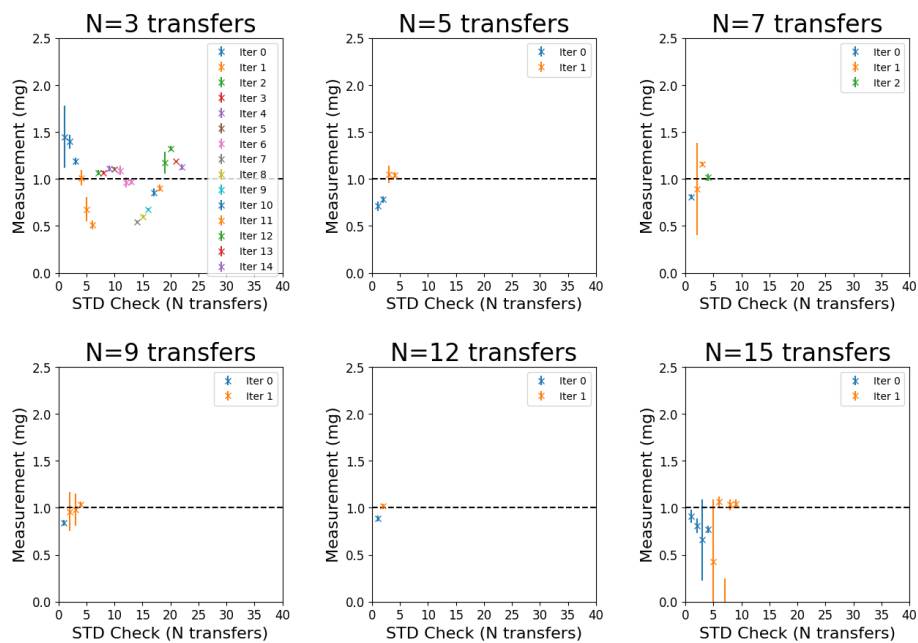 N=3 transfers
2.5
2.0
1.5
1.0
0.5
0.0
Measurement (mg)
0 5 10 15 20 25 30 35 40
STD Check (N transfers)
Iter 0
Iter 1
Iter 2
Iter 3
Iter 4
Iter 5
Iter 6
Iter 7
Iter 8
Iter 9
Iter 10
Iter 11
Iter 12
Iter 13
Iter 14
N=5 transfers
2.5
2.0
1.5
1.0
0.5
0.0
Measurement (mg)
0 5 10 15 20 25 30 35 40
STD Check (N transfers)
Iter 0
Iter 1
N=7 transfers
2.5
2.0
1.5
1.0
0.5
0.0
Measurement (mg)
0 5 10 15 20 25 30 35 40
STD Check (N transfers)
Iter 0
Iter 1
Iter 2
N=9 transfers
2.5
2.0
1.5
1.0
0.5
0.0
Measurement (mg)
0 5 10 15 20 25 30 35 40
STD Check (N transfers)
Iter 0
Iter 1
N=12 transfers
2.5
2.0
1.5
1.0
0.5
0.0
Measurement (mg)
0 5 10 15 20 25 30 35 40
STD Check (N transfers)
Iter 0
Iter 1
N=15 transfers
2.5
2.0
1.5
1.0
0.5
0.0
Measurement (mg)
0 5 10 15 20 25 30 35 40
STD Check (N transfers)
Iter 0
Iter 1